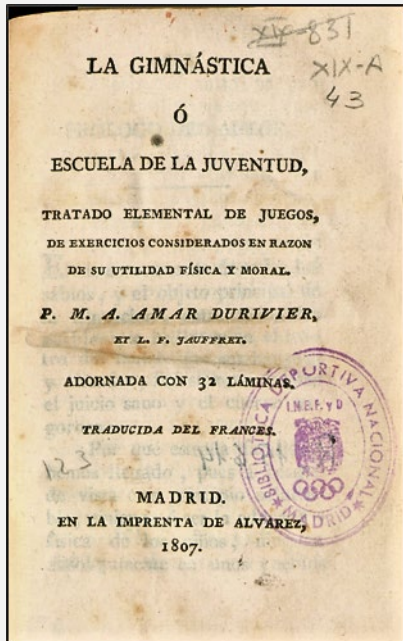 XIX-831
XIX-A
43
LA GIMNÁSTICA
Ó
ESCUELA DE LA JUVENTUD,
TRATADO ELEMENTAL DE JUEGOS,
DE EXERCICIOS CONSIDERADOS EN RAZON
DE SU UTILIDAD FÍSICA Y MORAL.
P. M. A. AMAR DURIVIER,
ET L. F. JAUFFRET.
ADORNADA CON 32 LÁMINAS.
TRADUCIDA DEL FRANCES.
123
MADRID.
EN LA IMPRENTA DE ALVAREZ,
1807.
BIBLIOTECA DEPORTIVA NACIONAL
I.N.E.F. y D
MADRID